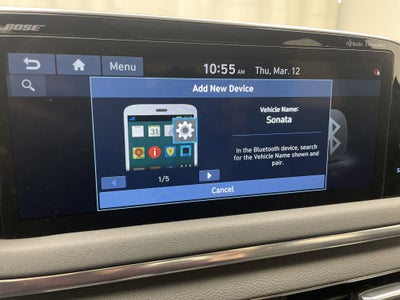 BOSE
Menu
10:55 AM Thu, Mar. 12
Add New Device
31
Vehicle Name:
Sonata
In the Bluetooth device, search
for the Vehicle Name shown and
pair.
1/5
Cancel